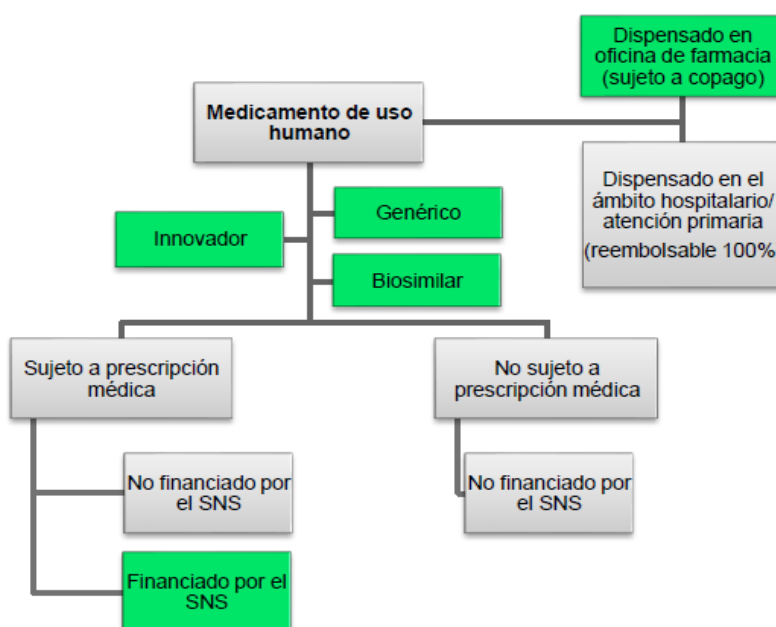 Dispensado en
oficina de farmacia
(sujeto a copago)
Medicamento de uso
humano
Dispensado en el
ámbito hospitalario/
atención primaria
(reembolsable 100%
Genérico
Innovador
Biosimilar
Sujeto a prescripción
médica
No sujeto a
prescripción médica
No financiado por
el SNS
No financiado por
el SNS
Financiado por el
SNS